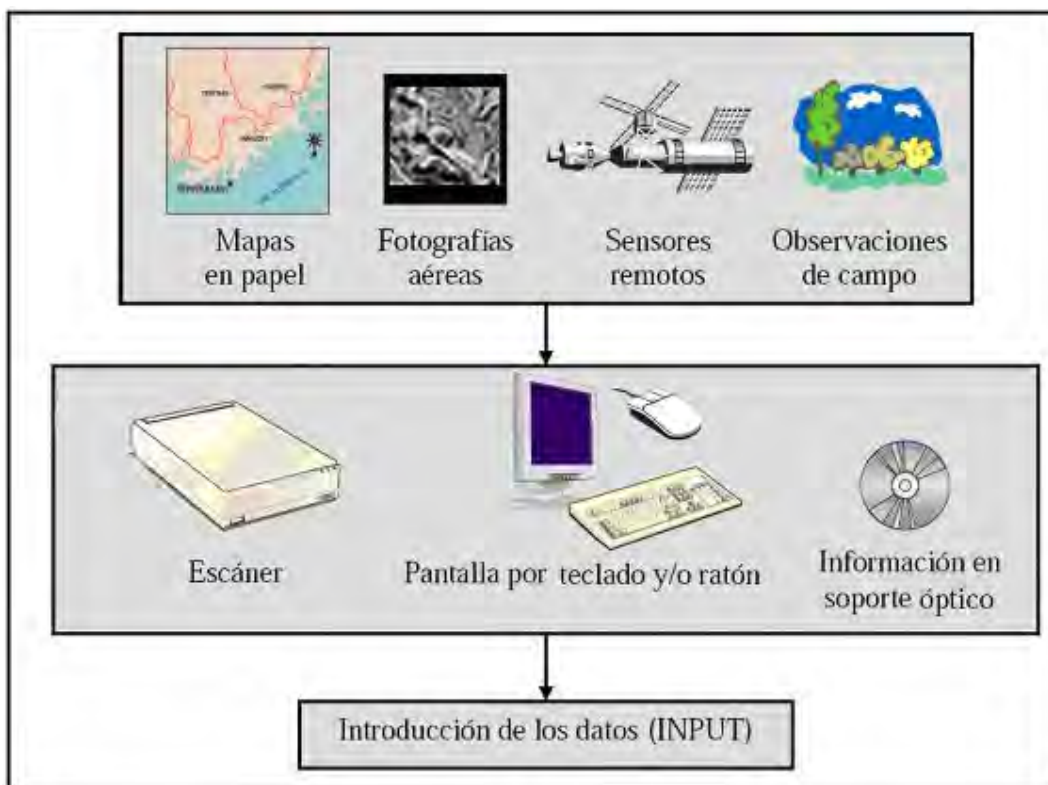 Mapas
en papel
Fotografías
aéreas
Sensores
remotos
Observaciones
de campo
Escáner
Pantalla por teclado y/o ratón
Información en
soporte óptico
Introducción de los datos (INPUT)